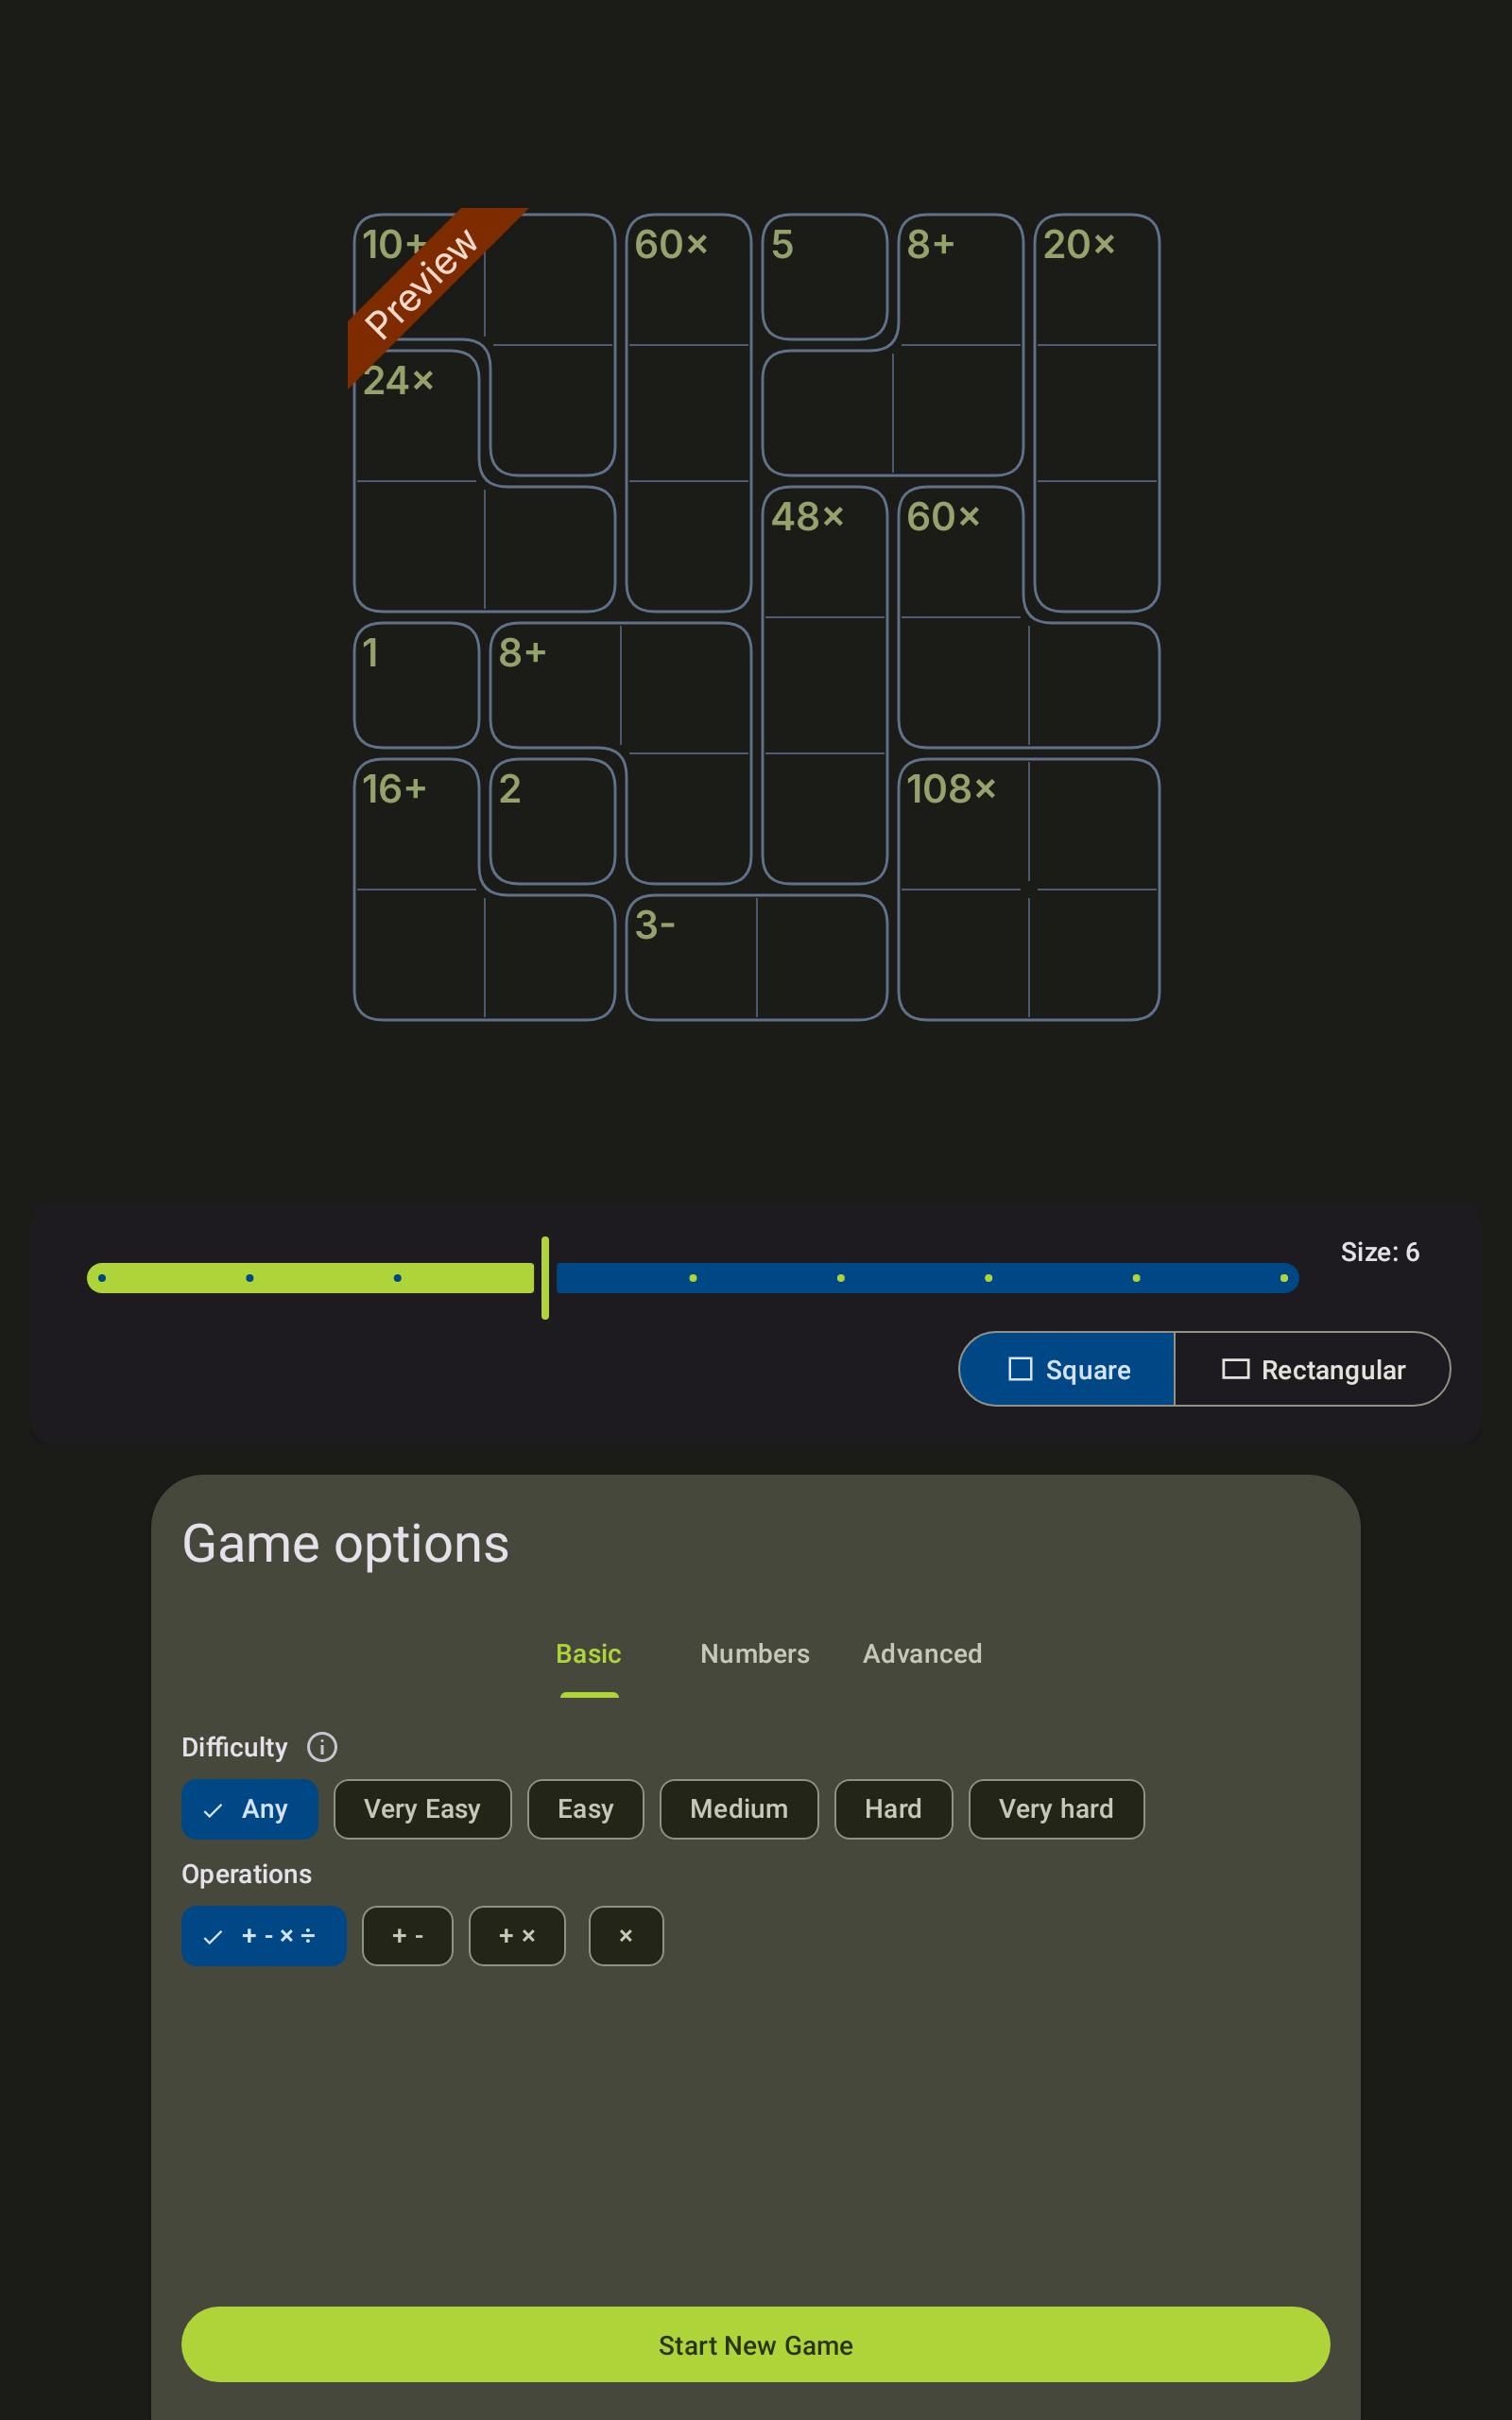 10+ 60× 5 8+ 20×
Preview
24×
48× 60×
1 8+
16+ 2 108×
3-
Size: 6
Square Rectangular
Game options
Basic Numbers Advanced
Difficulty
Any Very Easy Easy Medium Hard Very hard
Operations
+ - × ÷ + - + × ×
Start New Game